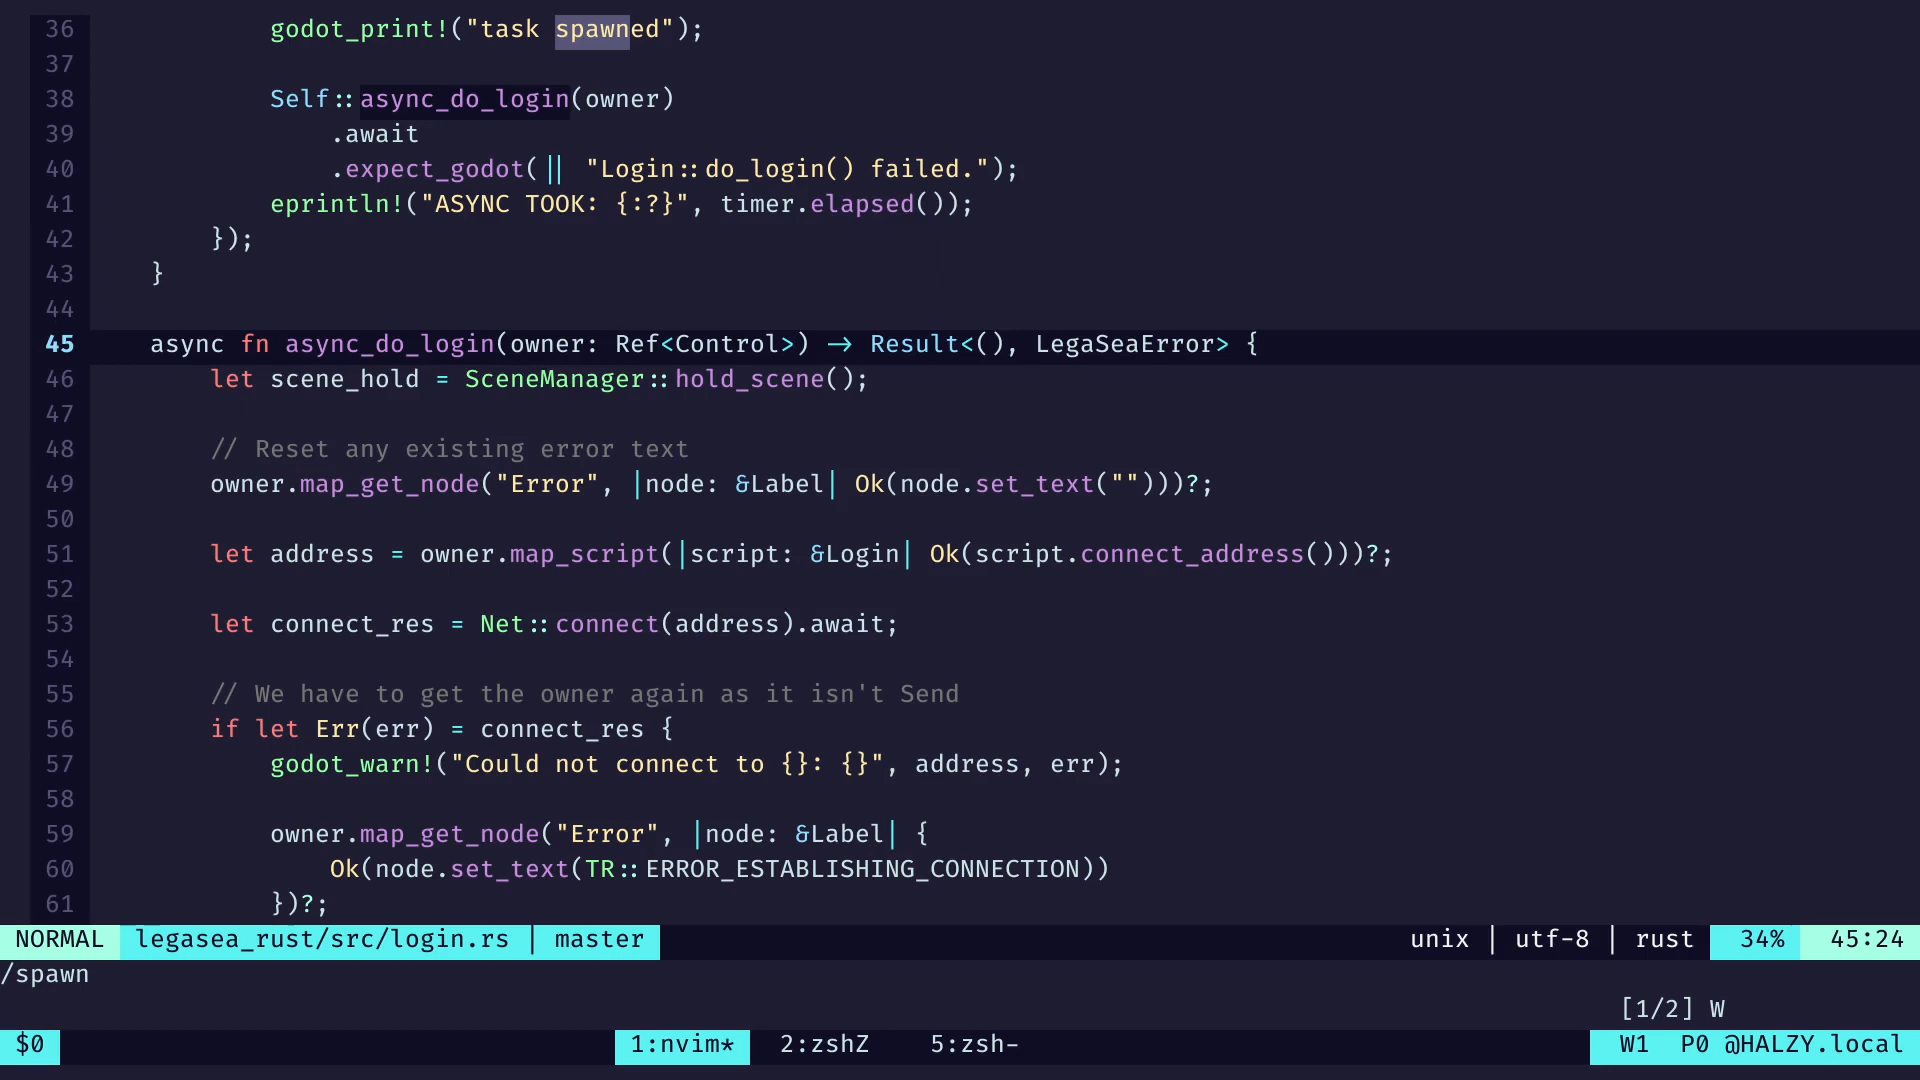 36 godot_print!("task spawned");
37
38 Self::async_do_login(owner)
39 .await
40 .expect_godot(|| "Login::do_login() failed.");
41 eprintln!("ASYNC TOOK: {:?}", timer.elapsed());
42 });
43 }
44
45 async fn async_do_login(owner: Ref<Control>) -> Result<(), LegaSeaError> {
46 let scene_hold = SceneManager::hold_scene();
47
48 // Reset any existing error text
49 owner.map_get_node("Error", |node: &Label| Ok(node.set_text("")))?;
50
51 let address = owner.map_script(|script: &Login| Ok(script.connect_address()))?;
52
53 let connect_res = Net::connect(address).await;
54
55 // We have to get the owner again as it isn't Send
56 if let Err(err) = connect_res {
57 godot_warn!("Could not connect to {}: {}", address, err);
58
59 owner.map_get_node("Error", |node: &Label| {
60 Ok(node.set_text(TR::ERROR_ESTABLISHING_CONNECTION))
61 })?;
NORMAL legasea_rust/src/login.rs | master unix | utf-8 | rust 34% 45:24
/spawn
[1/2] W
$0 1:nvim* 2:zshZ 5:zsh- W1 P0 @HALZY.local